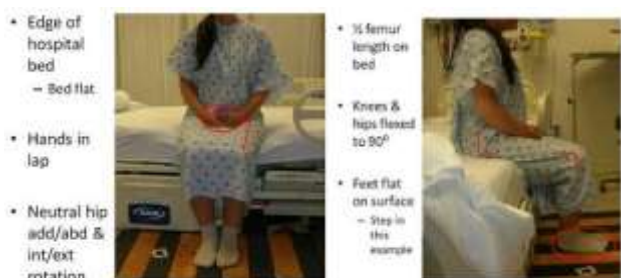 • Edge of
hospital
bed
– Bed flat
• Hands in
lap
• Neutral hip
add/abd &
int/ext
rotation
• ½ femur
length on
bed
• Knees &
hips flexed
to 90⁰
• Feet flat
on surface
– Step in
this
example